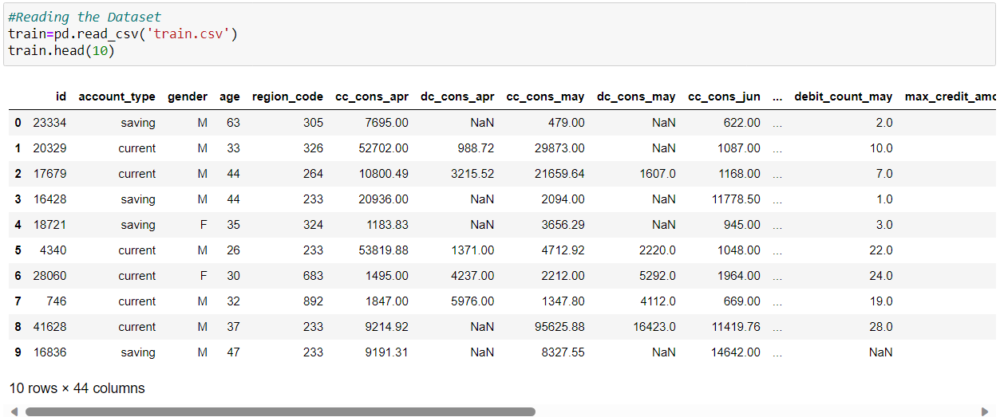 #Reading the Dataset
train=pd.read_csv('train.csv')
train.head(10)
id account_type gender age region_code cc_cons_apr dc_cons_apr cc_cons_may dc_cons_may cc_cons_jun ... debit_count_may max_credit_amo
0 23334 saving M 63 305 7695.00 NaN 479.00 NaN 622.00 ... 2.0
1 20329 current M 33 326 52702.00 988.72 29873.00 NaN 1087.00 ... 10.0
2 17679 current M 44 264 10800.49 3215.52 21659.64 1607.0 1168.00 ... 7.0
3 16428 saving M 44 233 20936.00 NaN 2094.00 NaN 11778.50 ... 1.0
4 18721 saving F 35 324 1183.83 NaN 3656.29 NaN 945.00 ... 3.0
5 4340 current M 26 233 53819.88 1371.00 4712.92 2220.0 1048.00 ... 22.0
6 28060 current F 30 683 1495.00 4237.00 2212.00 5292.0 1964.00 ... 24.0
7 746 current M 32 892 1847.00 5976.00 1347.80 4112.0 669.00 ... 19.0
8 41628 current M 37 233 9214.92 NaN 95625.88 16423.0 11419.76 ... 28.0
9 16836 saving M 47 233 9191.31 NaN 8327.55 NaN 14642.00 ... NaN
10 rows × 44 columns